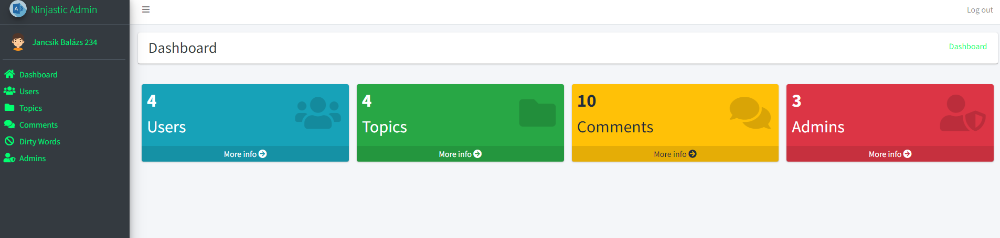 Ninjastic Admin
Log out
Jancsik Balázs 234
Dashboard
Users
Topics
Comments
Dirty Words
Admins
Dashboard
Dashboard
4
Users
More info
4
Topics
More info
10
Comments
More info
3
Admins
More info